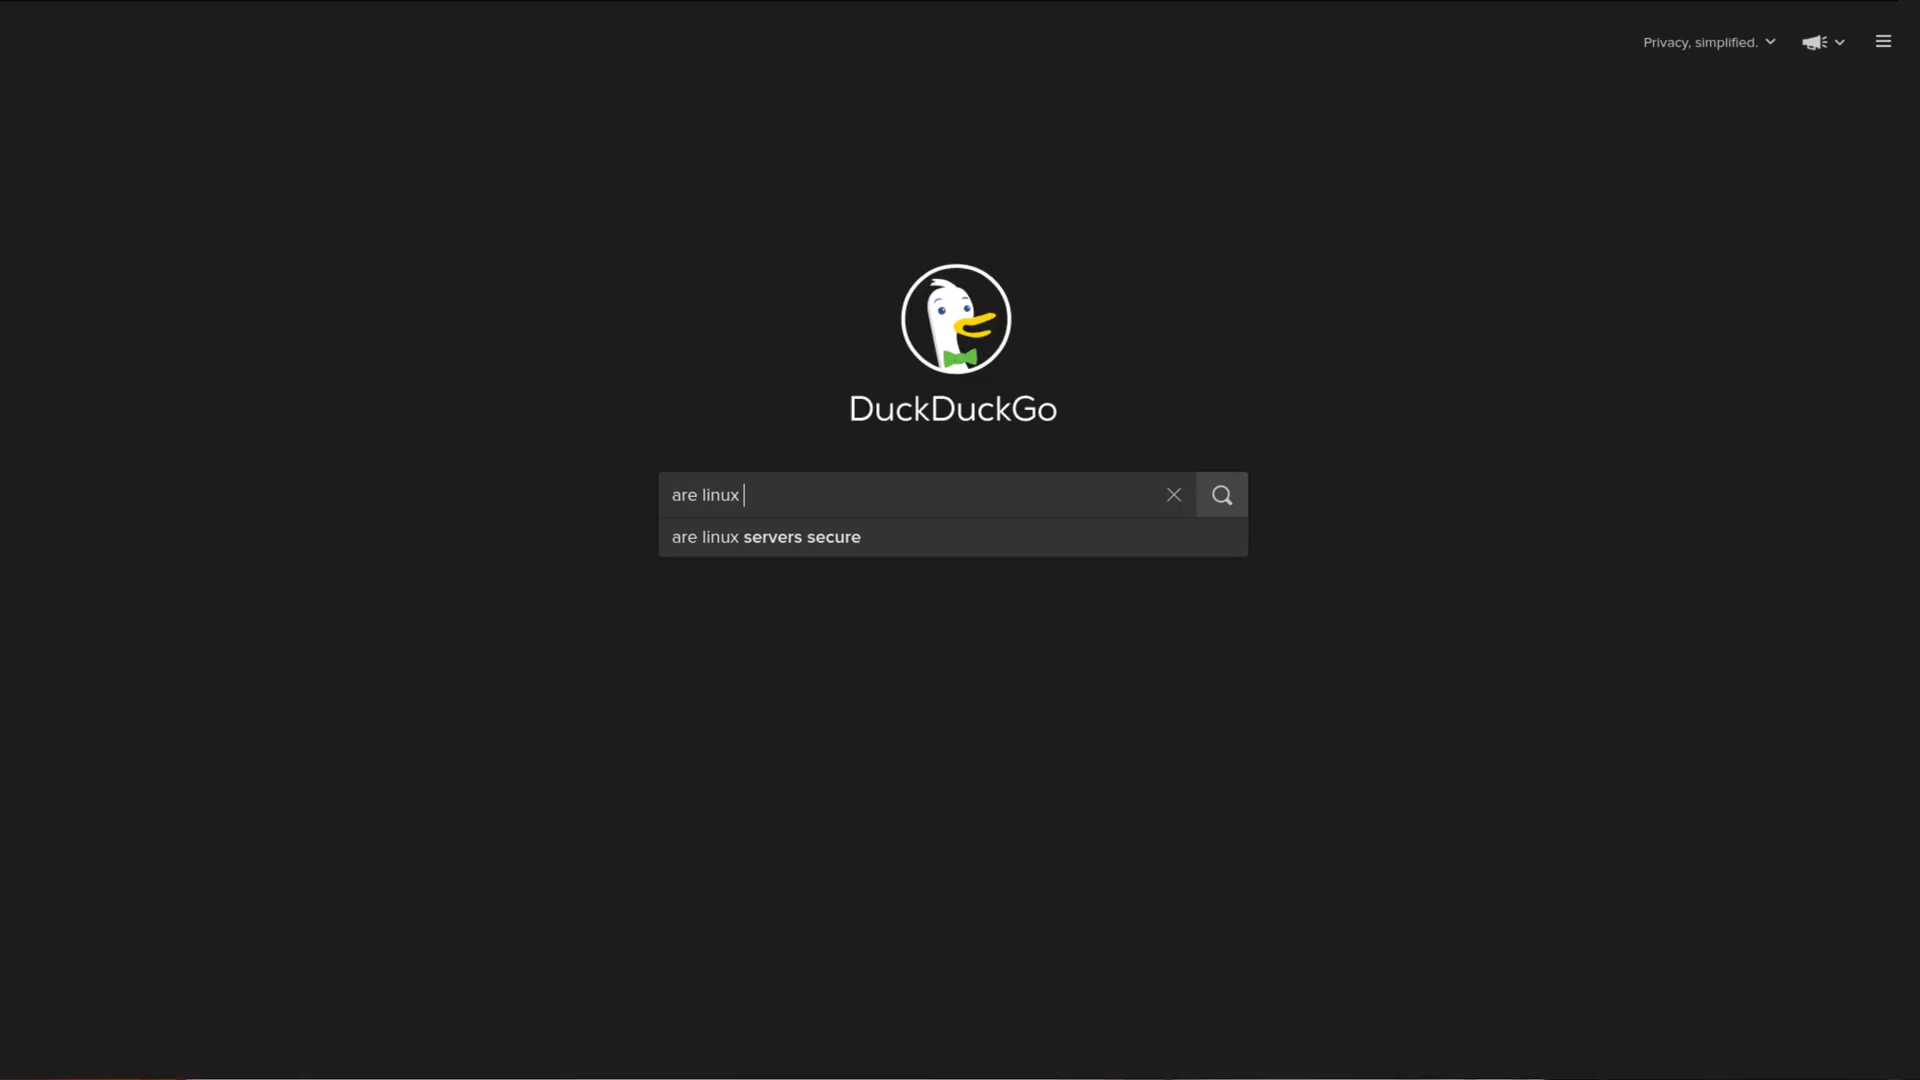 Privacy, simplified.
DuckDuckGo
are linux
are linux servers secure